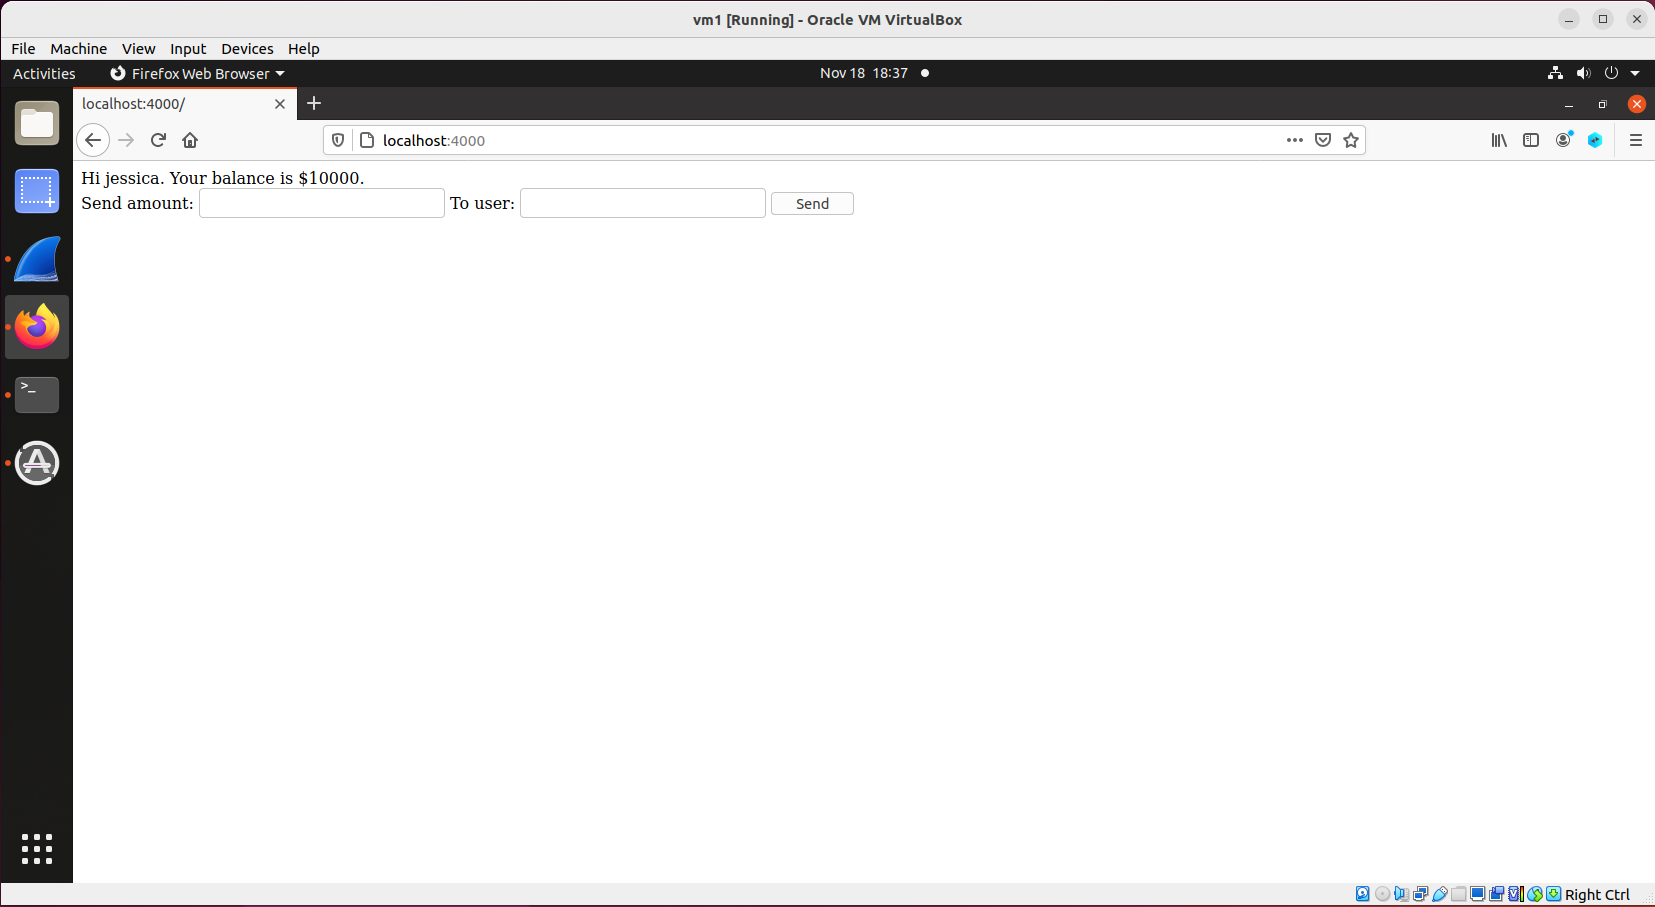 vm1 [Running] - Oracle VM VirtualBox
File Machine View Input Devices Help
Activities Firefox Web Browser Nov 18 18:37
localhost:4000/
localhost:4000
Hi jessica. Your balance is $10000.
Send amount: To user: Send
>_
Right Ctrl